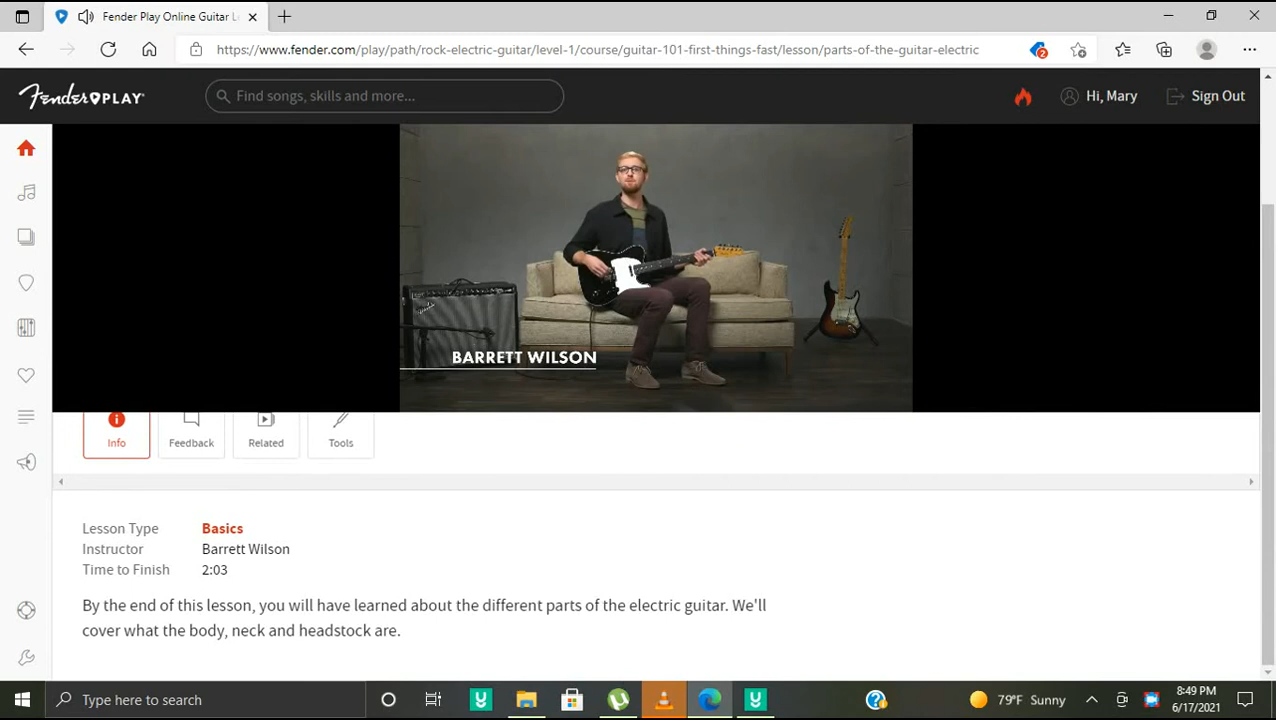 Fender Play Online Guitar L
https://www.fender.com/play/path/rock-electric-guitar/level-1/course/guitar-101-first-things-fast/lesson/parts-of-the-guitar-electric
2
Fender PLAY
Find songs, skills and more...
Hi, Mary
Sign Out
BARRETT WILSON
Info
Feedback
Related
Tools
Lesson Type Basics
Instructor Barrett Wilson
Time to Finish 2:03
By the end of this lesson, you will have learned about the different parts of the electric guitar. We'll
cover what the body, neck and headstock are.
Type here to search
79°F Sunny
8:49 PM
6/17/2021